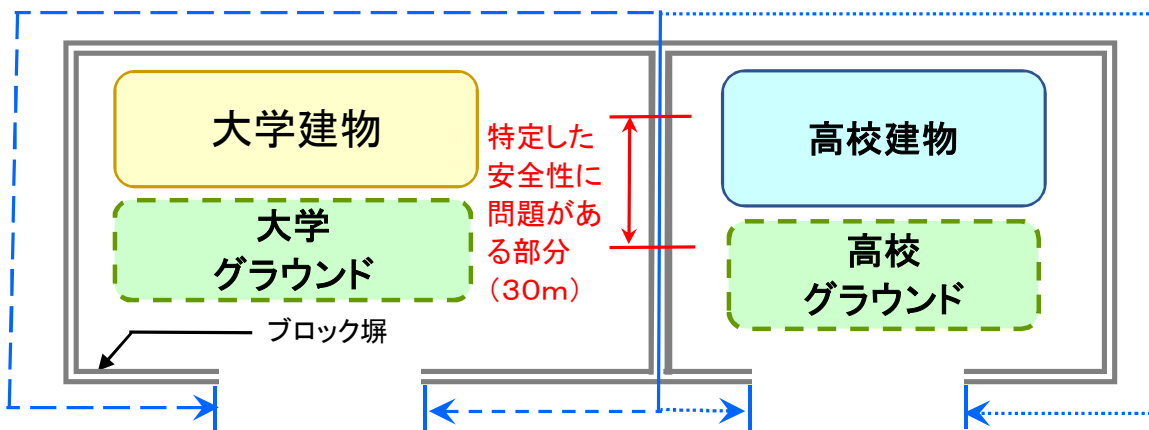 大学建物
大学
グラウンド
特定した
安全性に
問題があ
る部分
（30m）
高校建物
高校
グラウンド
ブロック塀